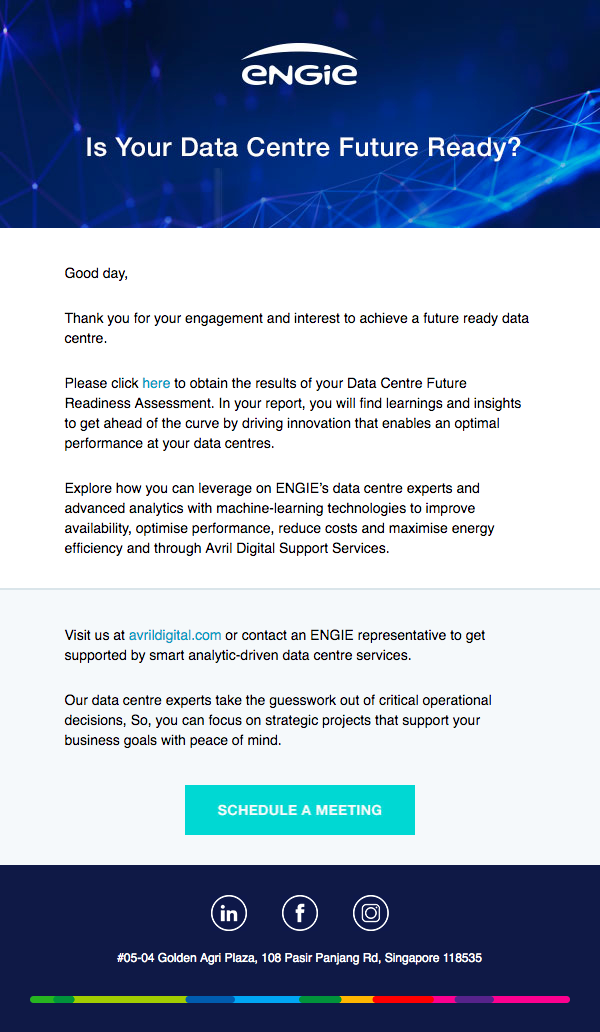 ENGIE
Is Your Data Centre Future Ready?
Good day,
Thank you for your engagement and interest to achieve a future ready data
centre.
Please click here to obtain the results of your Data Centre Future
Readiness Assessment. In your report, you will find learnings and insights
to get ahead of the curve by driving innovation that enables an optimal
performance at your data centres.
Explore how you can leverage on ENGIE’s data centre experts and
advanced analytics with machine-learning technologies to improve
availability, optimise performance, reduce costs and maximise energy
efficiency and through Avril Digital Support Services.
Visit us at avrildigital.com or contact an ENGIE representative to get
supported by smart analytic-driven data centre services.
Our data centre experts take the guesswork out of critical operational
decisions, So, you can focus on strategic projects that support your
business goals with peace of mind.
SCHEDULE A MEETING
in f
#05-04 Golden Agri Plaza, 108 Pasir Panjang Rd, Singapore 118535